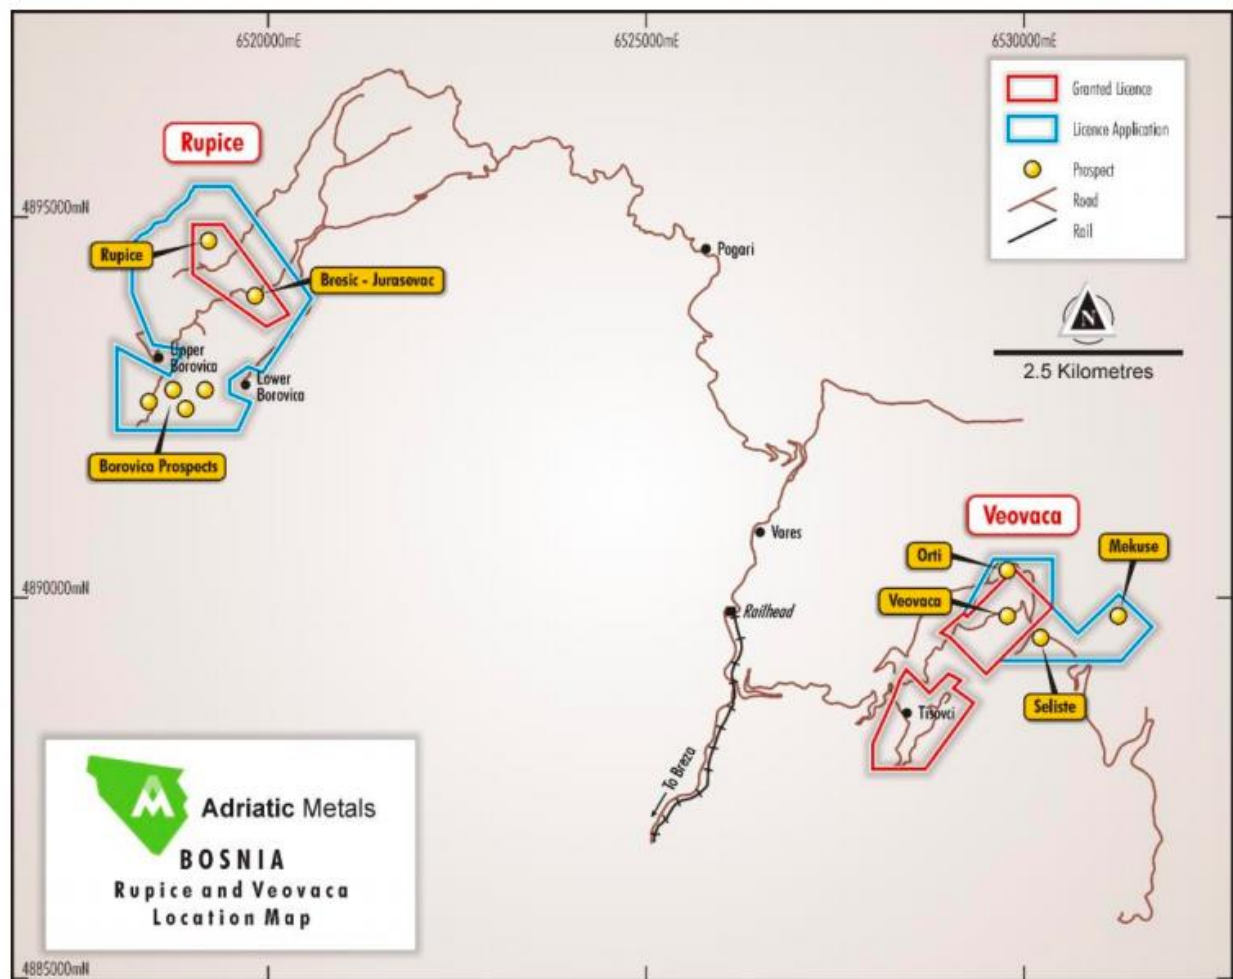 6520000mE
6525000mE
6530000mE
Granted Licence
Licence Application
Prospect
Road
Rail
Rupice
4895000mN
Rupice
Bresic - Jurasevac
Pogari
N
2.5 Kilometres
Upper
Borovica
Lower
Borovica
Borovica Prospects
Veovaca
Vares
Orti
Mekuse
4890000mN
Veovaca
Railhead
Seliste
Tisovci
To Breza
Adriatic Metals
BOSNIA
Rupice and Veovaca
Location Map
4885000mN